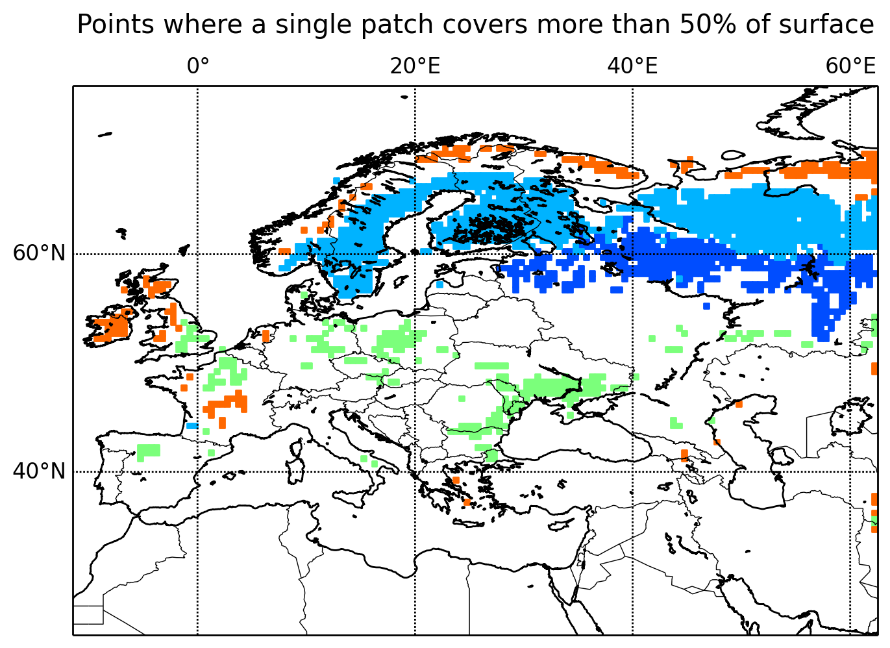 Points where a single patch covers more than 50% of surface
0° 20°E 40°E 60°E
60°N
40°N